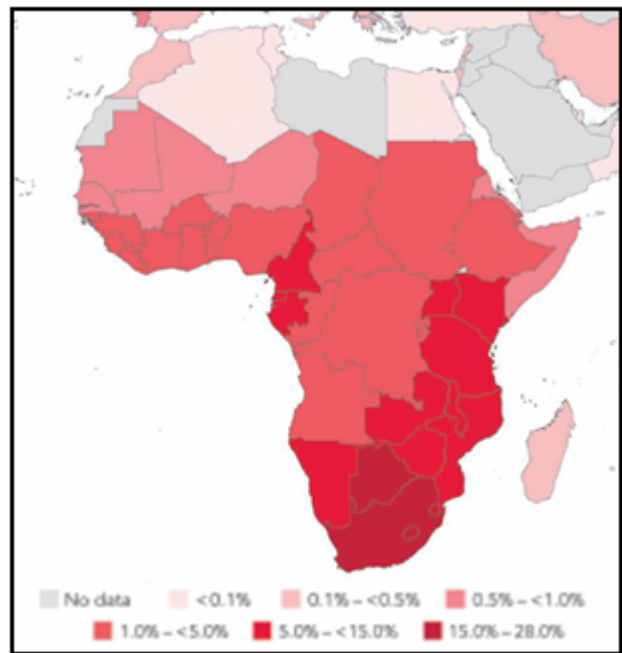 No data <0.1% 0.1% – <0.5% 0.5% – <1.0%
1.0% – <5.0% 5.0% – <15.0% 15.0% – 28.0%